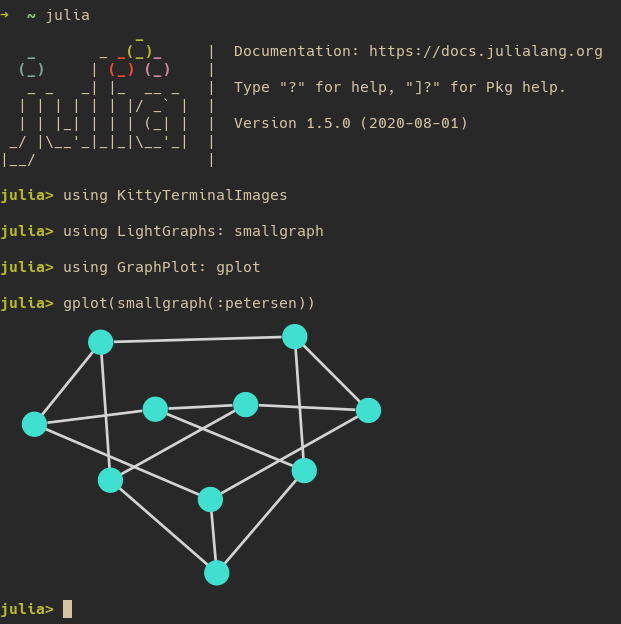 ➜  ~ julia
               _
   _       _ _(_)_     |  Documentation: https://docs.julialang.org
  (_)     | (_) (_)    |
   _ _   _| |_  __ _   |  Type "?" for help, "]?" for Pkg help.
  | | | | | | |/ _` |  |
  | | |_| | | | (_| |  |  Version 1.5.0 (2020-08-01)
 _/ |\__'_|_|_|\__'_|  |
|__/                   |
julia> using KittyTerminalImages
julia> using LightGraphs: smallgraph
julia> using GraphPlot: gplot
julia> gplot(smallgraph(:petersen))
julia>